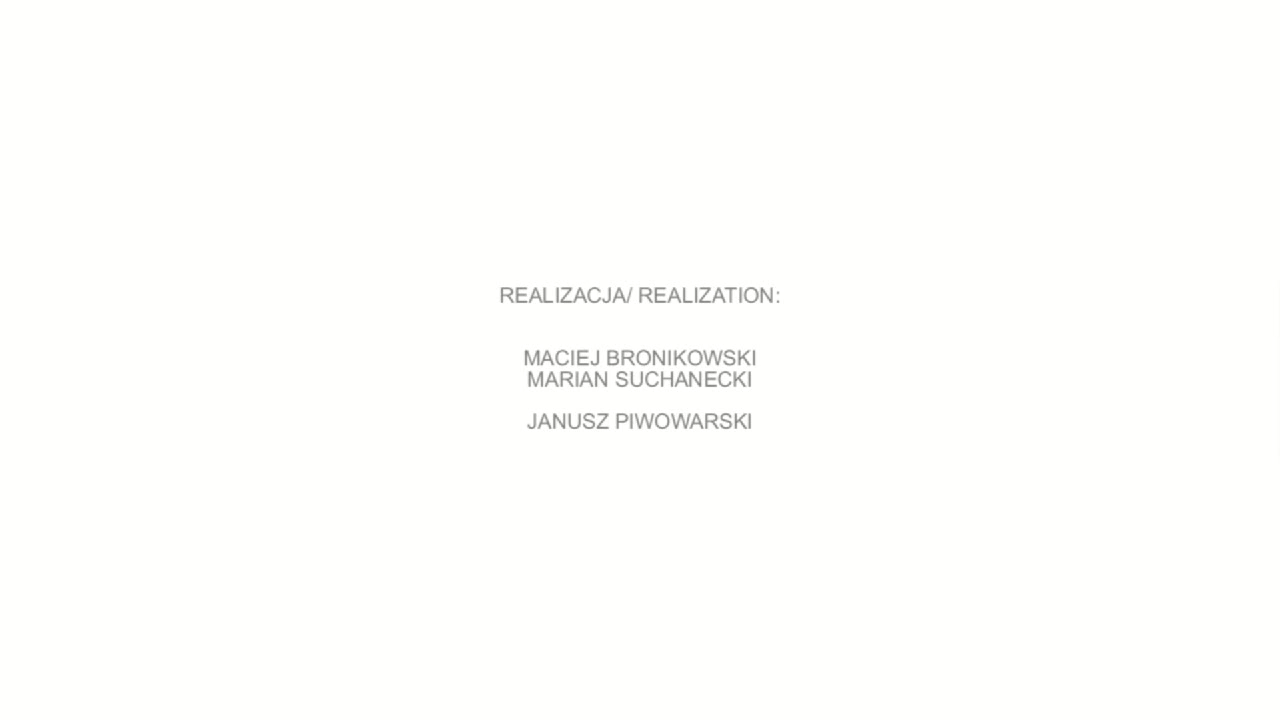 REALIZACJA/ REALIZATION:
MACIEJ BRONIKOWSKI
MARIAN SUCHANECKI
JANUSZ PIWOWARSKI